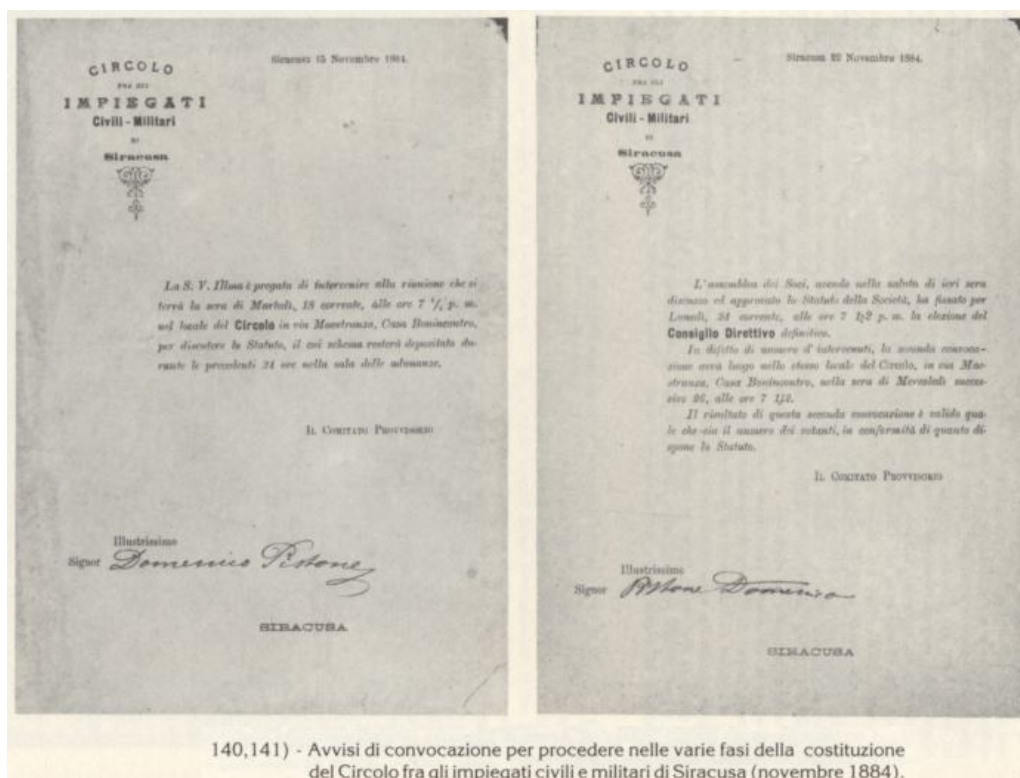 Siracusa 15 Novembre 1884.
CIRCOLO
FRA GLI
IMPIEGATI
Civili - Militari
DI
Siracusa
La S. V. Illma è pregata di intervenire alla riunione che si
terrà la sera di Martedì, 18 corrente, alle ore 7 1/2 p. m.
nel locale del Circolo in via Maestranza, Casa Bonincontro,
per discutere lo Statuto, il cui schema resterà depositato du-
rante le precedenti 24 ore nella sala delle adunanze.
IL COMITATO PROVVISORIO
Illustrissimo
Signor Domenico Pistone
SIRACUSA
Siracusa 22 Novembre 1884.
CIRCOLO
FRA GLI
IMPIEGATI
Civili - Militari
DI
Siracusa
L'assemblea dei Soci, avendo nella seduta di ieri sera
discusso ed approvato lo Statuto della Società, ha fissato per
Lunedì, 24 corrente, alle ore 7 1/2 p. m. la elezione del
Consiglio Direttivo definitivo.
In difetto di numero d'intervenuti, la seconda convoca-
zione avrà luogo nello stesso locale del Circolo, in via Mae-
stranza, Casa Bonincontro, nella sera di Mercoledì succes-
sivo 26, alle ore 7 1/2.
Il risultato di questa seconda convocazione è valido qua-
le che sia il numero dei votanti, in conformità di quanto di-
spone lo Statuto.
IL COMITATO PROVVISORIO
Illustrissimo
Signor Pistone Domenico
SIRACUSA
140,141) - Avvisi di convocazione per procedere nelle varie fasi della costituzione
del Circolo fra gli impiegati civili e militari di Siracusa (novembre 1884).